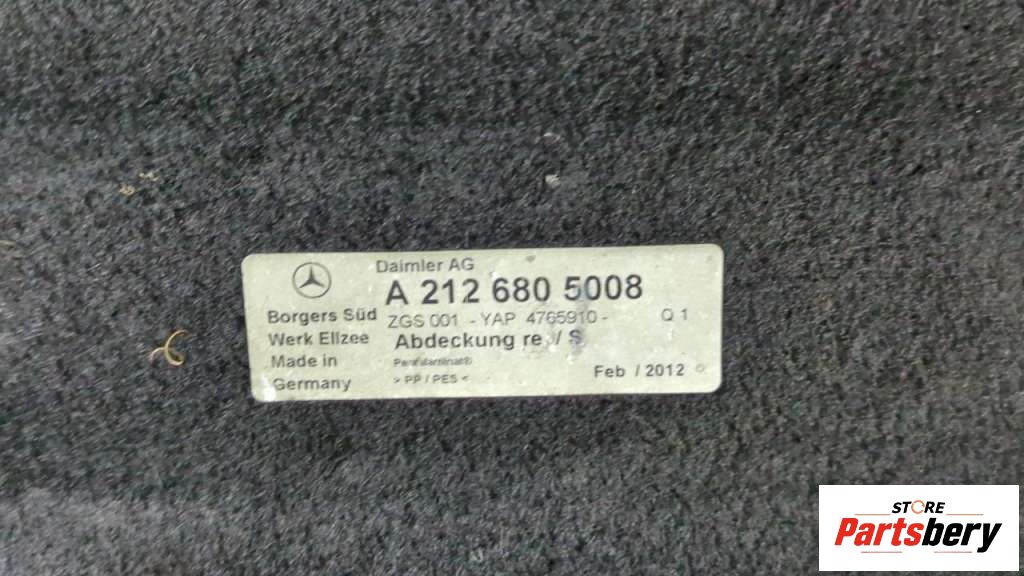 Daimler AG
A 212 680 5008
Borgers Süd
ZGS 001 - YAP 4765910 - Q 1
Werk Ellzee
Abdeckung re / S
Made in
Germany
> PP / PES <
Feb / 2012
STORE
Partsbery